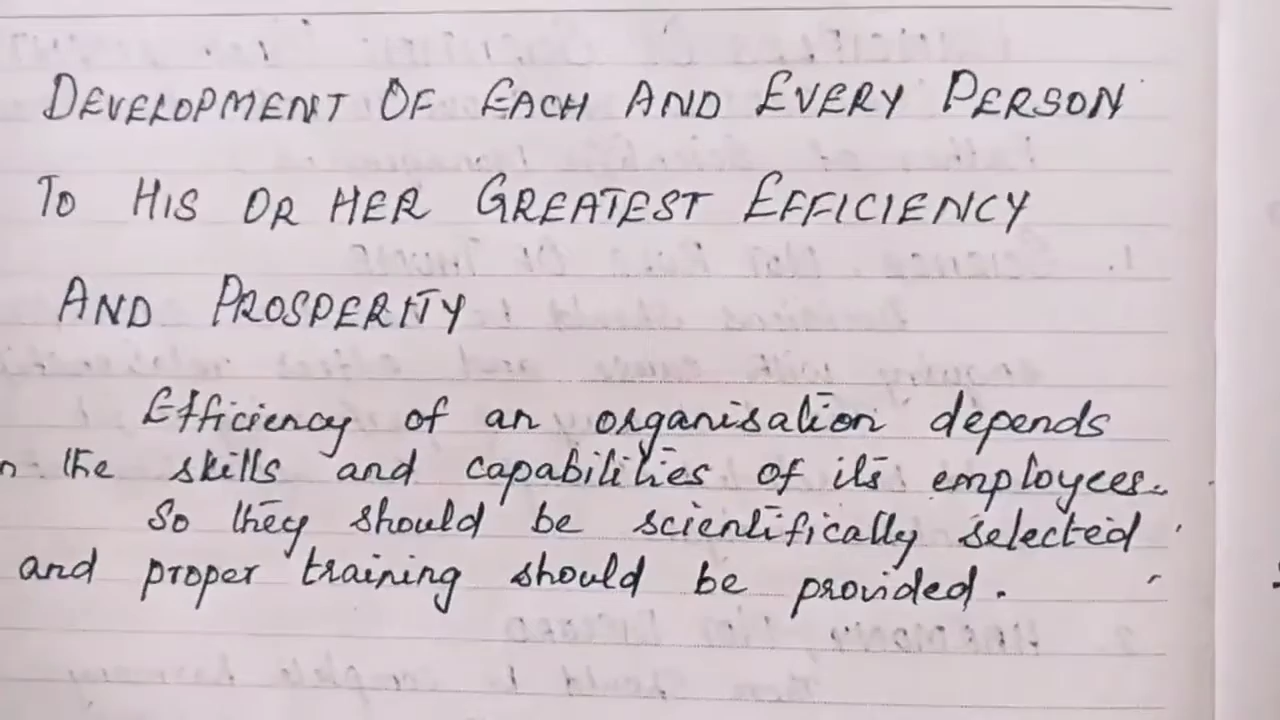 DEVELOPMENT OF EACH AND EVERY PERSON
TO HIS OR HER GREATEST EFFICIENCY
AND PROSPERITY
Efficiency of an organisation depends
n the skills and capabilities of its employees.
So they should be scientifically selected
and proper training should be provided.